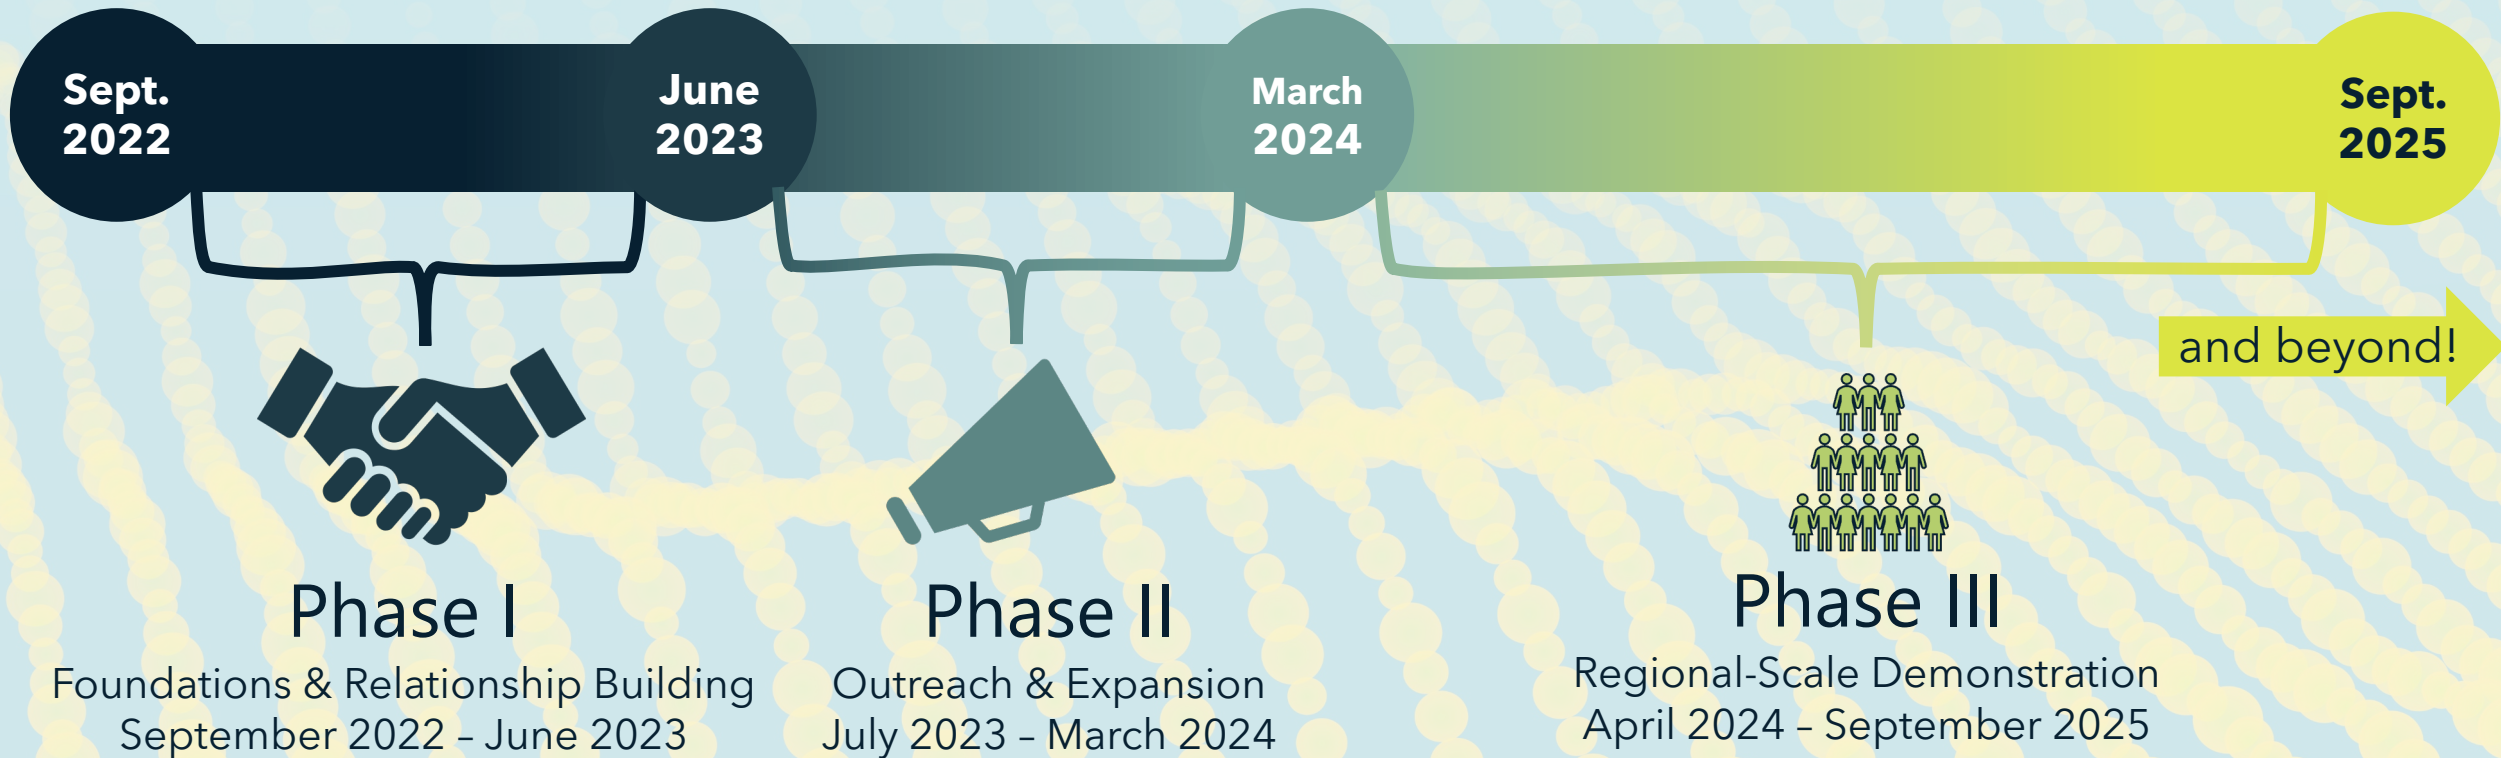 Sept.
2022
June
2023
March
2024
Sept.
2025
and beyond!
Phase I
Foundations & Relationship Building
September 2022 – June 2023
Phase II
Outreach & Expansion
July 2023 – March 2024
Phase III
Regional-Scale Demonstration
April 2024 – September 2025